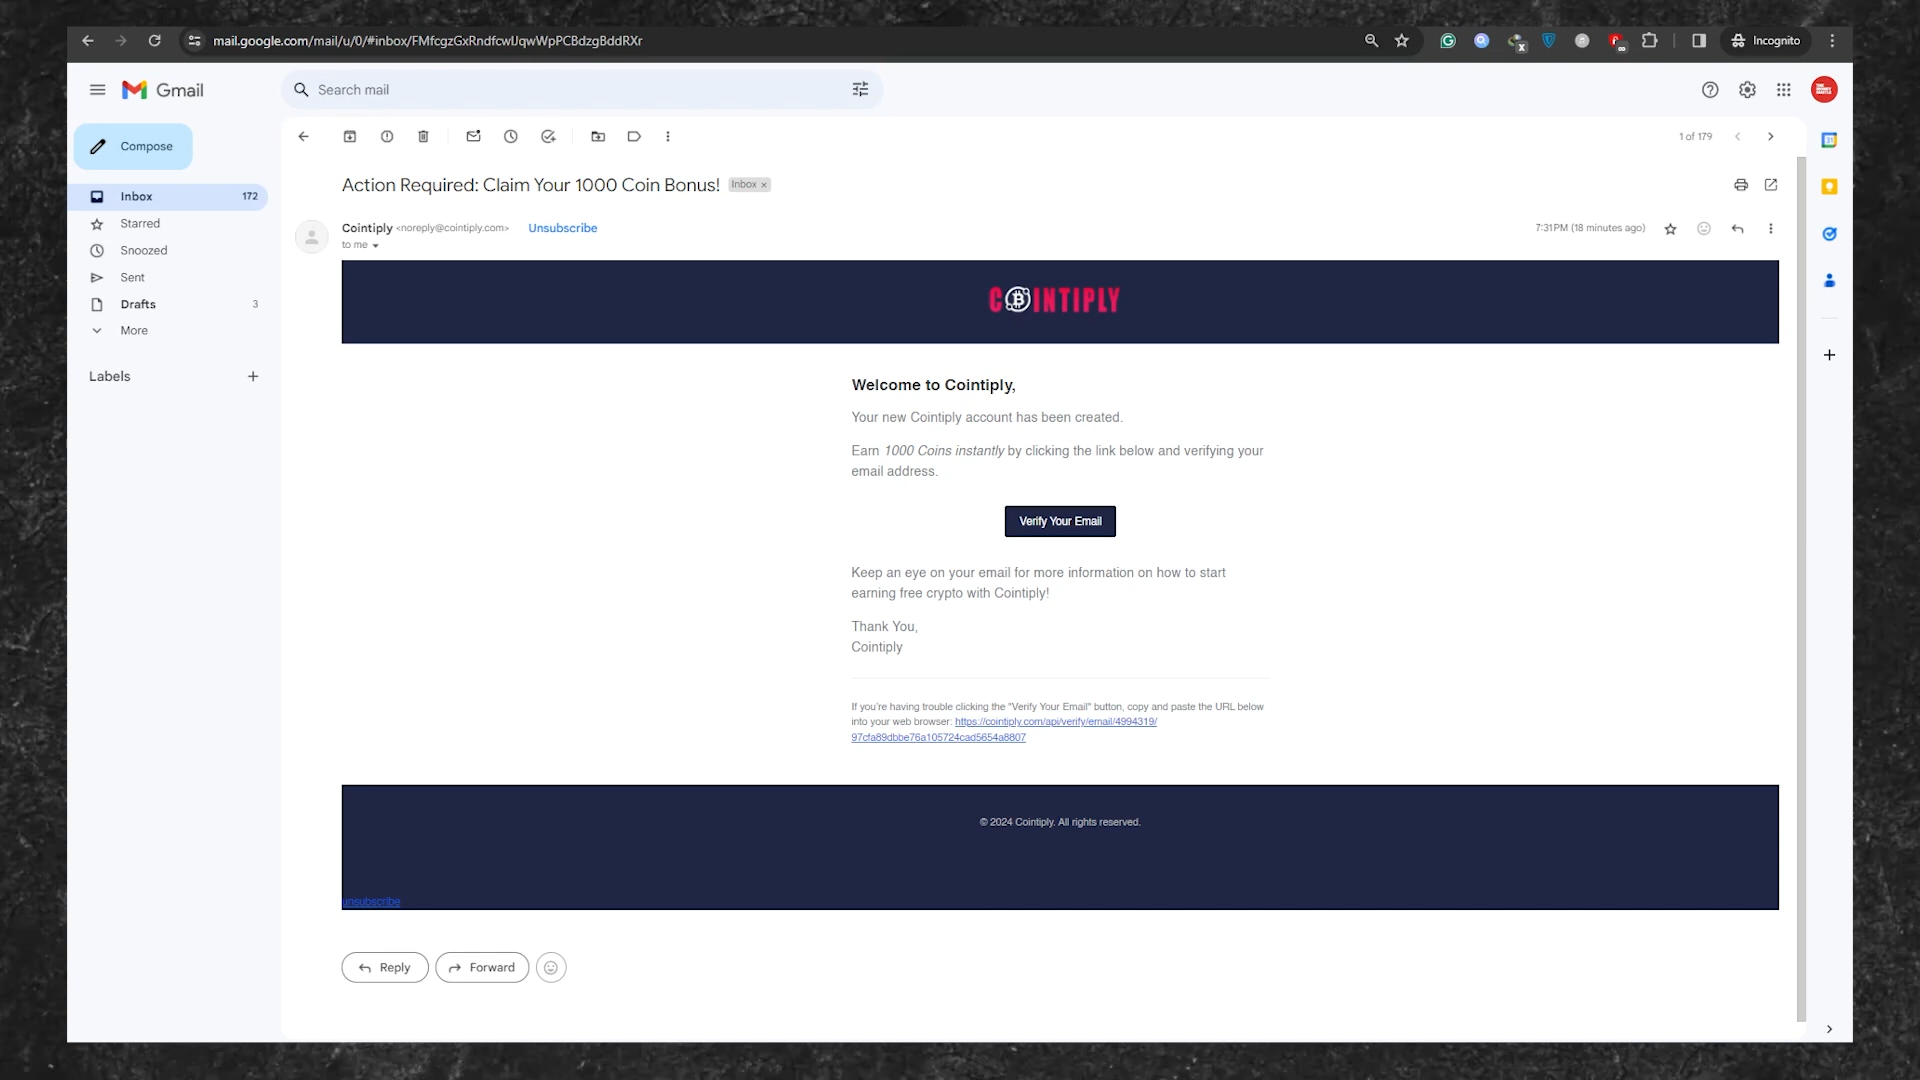 mail.google.com/mail/u/0/#inbox/FMfcgzGxRndfcwlJqwWpPCBdzgBddRXr
Incognito
Gmail
Search mail
Compose
1 of 179
Action Required: Claim Your 1000 Coin Bonus!
Inbox ×
Inbox 172
Starred
Snoozed
Sent
Drafts 3
More
Labels
Cointiply <noreply@cointiply.com> Unsubscribe
7:31 PM (18 minutes ago)
to me
COINTIPLY
Welcome to Cointiply,
Your new Cointiply account has been created.
Earn 1000 Coins instantly by clicking the link below and verifying your
email address.
Verify Your Email
Keep an eye on your email for more information on how to start
earning free crypto with Cointiply!
Thank You,
Cointiply
If you're having trouble clicking the "Verify Your Email" button, copy and paste the URL below
into your web browser: https://cointiply.com/api/verify/email/4994319/
97cfa89dbbe76a105724cad5654a8807
© 2024 Cointiply. All rights reserved.
unsubscribe
Reply
Forward